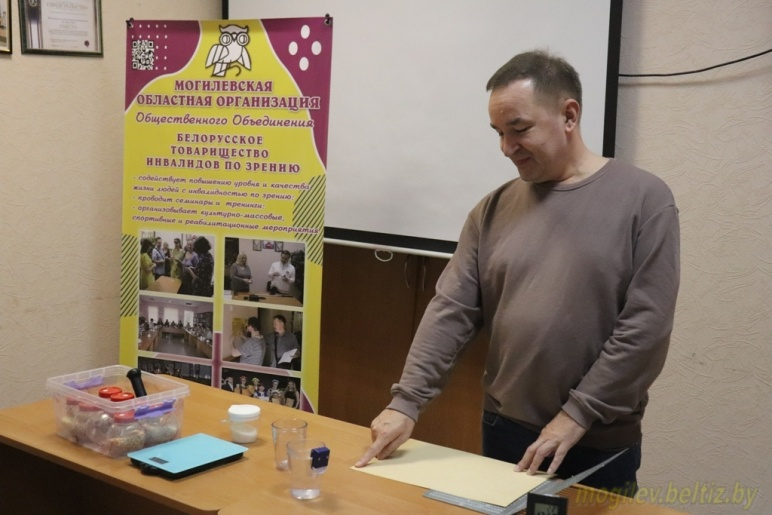 МОГИЛЕВСКАЯ
ОБЛАСТНАЯ ОРГАНИЗАЦИЯ
Общественного Объединения
БЕЛОРУССКОЕ
ТОВАРИЩЕСТВО
ИНВАЛИДОВ ПО ЗРЕНИЮ
- содействует повышению уровня и качества
жизни людей с инвалидностью по зрению
- проводит семинары и тренинги
- организовывает культурно-массовые,
спортивные и реабилитационные мероприятия
mogilev.beltiz.by